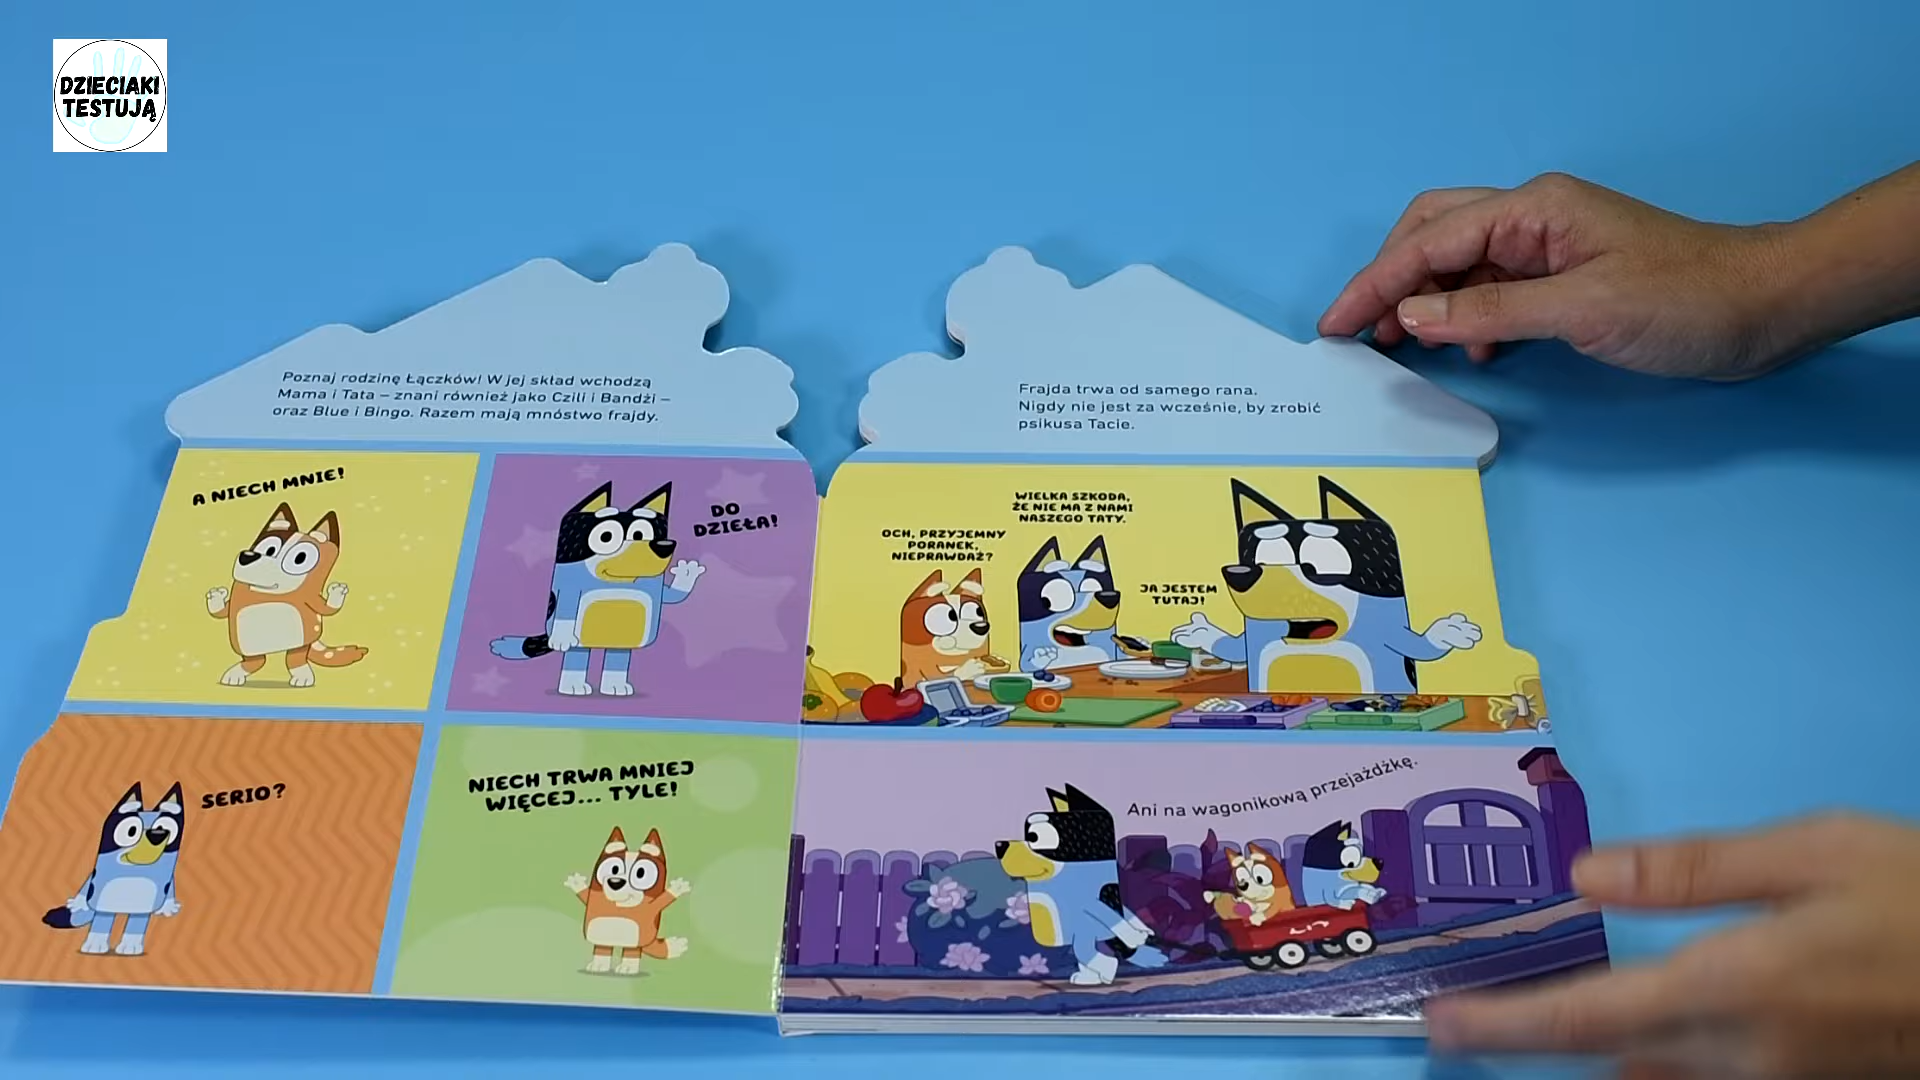 DZIECIAKI
TESTUJĄ
Poznaj rodzinę Łączków! W jej skład wchodzą
Mama i Tata – znani również jako Czili i Bandżi –
oraz Blue i Bingo. Razem mają mnóstwo frajdy.
A NIECH MNIE!
DO
DZIEŁA!
SERIO?
NIECH TRWA MNIEJ
WIĘCEJ... TYLE!
Frajda trwa od samego rana.
Nigdy nie jest za wcześnie, by zrobić
psikusa Tacie.
OCH, PRZYJEMNY
PORANEK,
NIEPRAWDAŻ?
WIELKA SZKODA,
ŻE NIE MA Z NAMI
NASZEGO TATY.
JA JESTEM
TUTAJ!
Ani na wagonikową przejażdżkę.